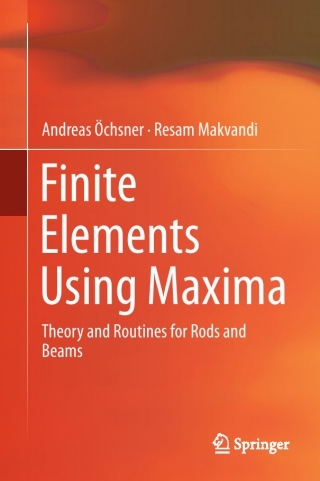 Andreas Öchsner · Resam Makvandi
Finite
Elements
Using Maxima
Theory and Routines for Rods and
Beams
Springer